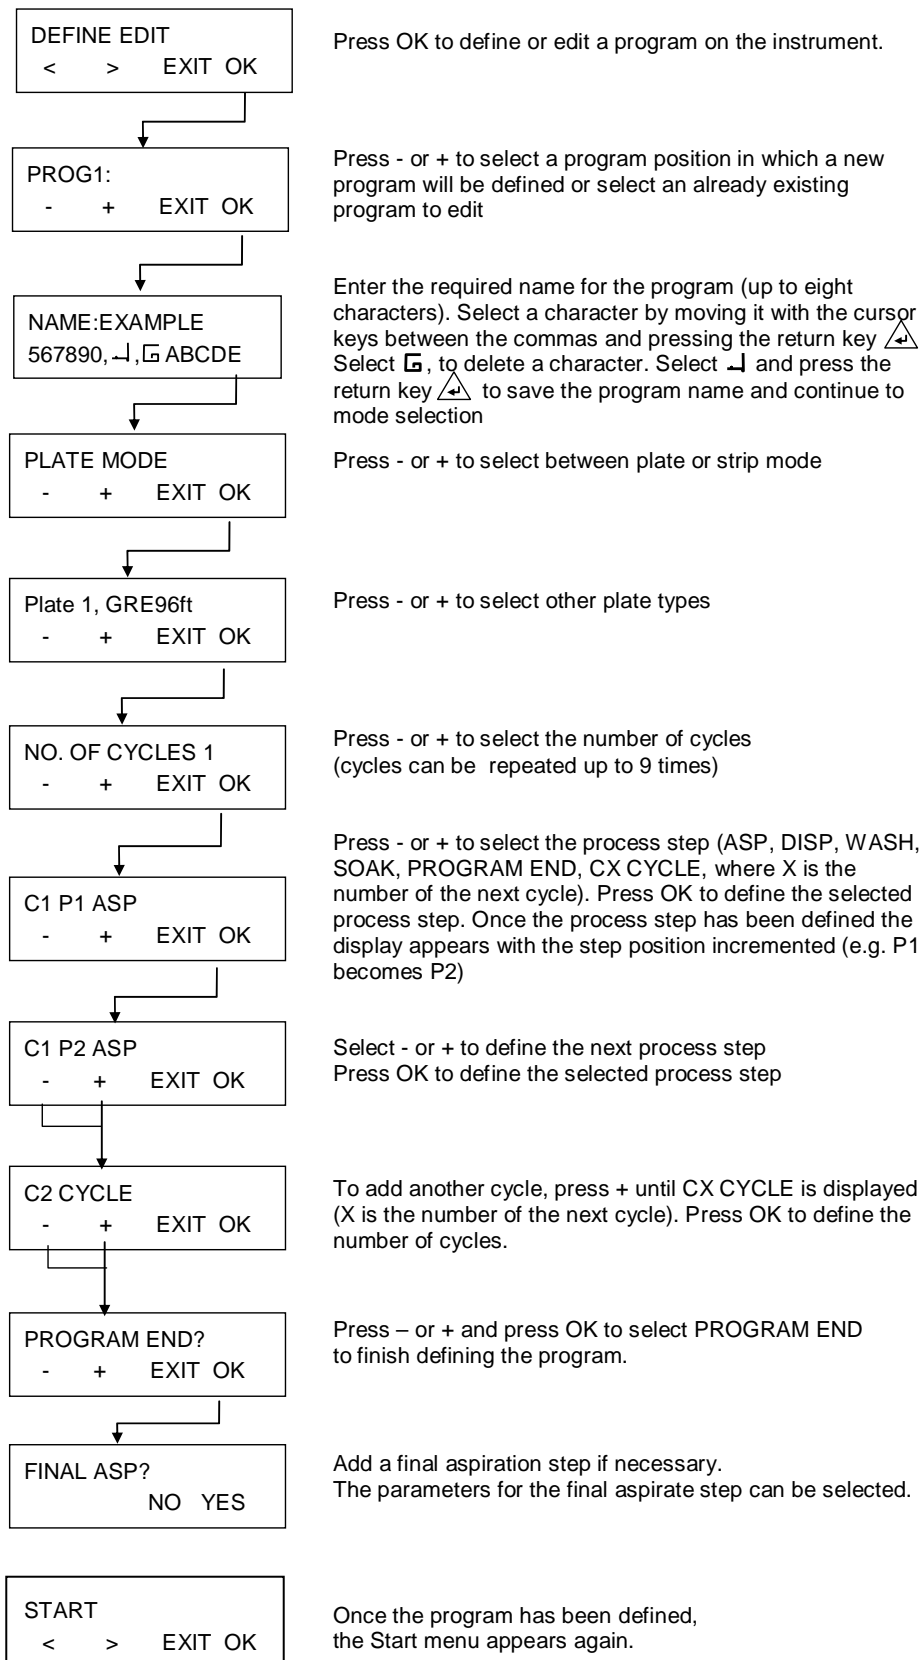 DEFINE EDIT
< > EXIT OK
Press OK to define or edit a program on the instrument.
PROG1:
- + EXIT OK
Press - or + to select a program position in which a new
program will be defined or select an already existing
program to edit
NAME:EXAMPLE
567890, ,  ABCDE
Enter the required name for the program (up to eight
characters). Select a character by moving it with the cursor
keys between the commas and pressing the return key
Select , to delete a character. Select and press the
return key to save the program name and continue to
mode selection
PLATE MODE
- + EXIT OK
Press - or + to select between plate or strip mode
Plate 1, GRE96ft
- + EXIT OK
Press - or + to select other plate types
NO. OF CYCLES 1
- + EXIT OK
Press - or + to select the number of cycles
(cycles can be repeated up to 9 times)
C1 P1 ASP
- + EXIT OK
Press - or + to select the process step (ASP, DISP, WASH,
SOAK, PROGRAM END, CX CYCLE, where X is the
number of the next cycle). Press OK to define the selected
process step. Once the process step has been defined the
display appears with the step position incremented (e.g. P1
becomes P2)
C1 P2 ASP
- + EXIT OK
Select - or + to define the next process step
Press OK to define the selected process step
C2 CYCLE
- + EXIT OK
To add another cycle, press + until CX CYCLE is displayed
(X is the number of the next cycle). Press OK to define the
number of cycles.
PROGRAM END?
- + EXIT OK
Press – or + and press OK to select PROGRAM END
to finish defining the program.
FINAL ASP?
NO YES
Add a final aspiration step if necessary.
The parameters for the final aspirate step can be selected.
START
< > EXIT OK
Once the program has been defined,
the Start menu appears again.